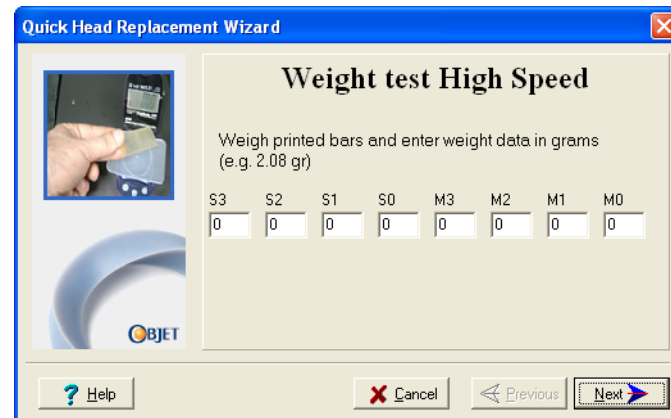 Quick Head Replacement Wizard
Weight test High Speed
Weigh printed bars and enter weight data in grams
(e.g. 2.08 gr)
S3 S2 S1 S0 M3 M2 M1 M0
0 0 0 0 0 0 0 0
OBJET
? Help Cancel Previous Next